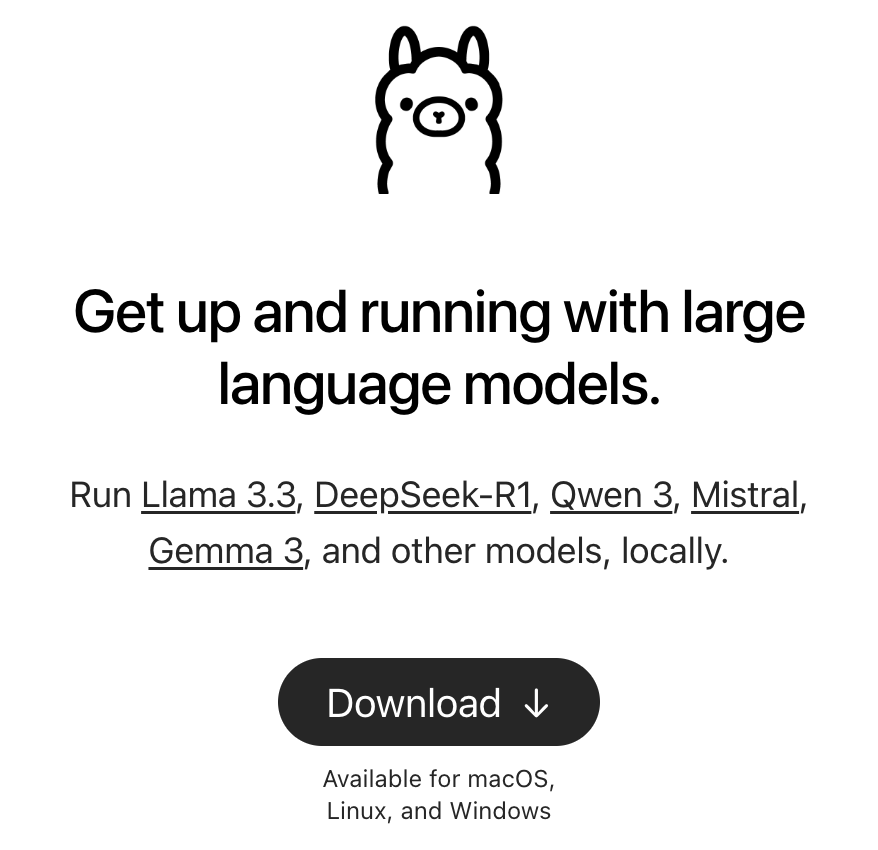 Get up and running with large
language models.
Run Llama 3.3, DeepSeek-R1, Qwen 3, Mistral,
Gemma 3, and other models, locally.
Download ↓
Available for macOS,
Linux, and Windows